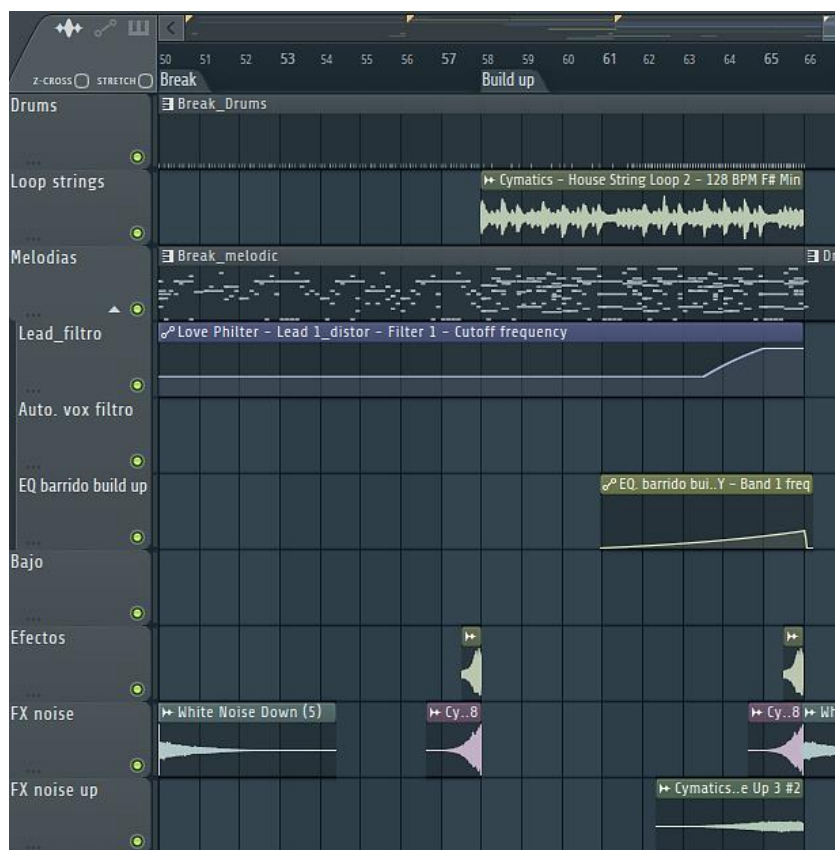 50 51 52 53 54 55 56 57 58 59 60 61 62 63 64 65 66
Z-CROSS STRETCH Break Build up
Drums Break_Drums
Loop strings Cymatics - House String Loop 2 - 128 BPM F# Min
Melodias Break_melodic Dr
Lead_filtro Love Philter - Lead 1_distor - Filter 1 - Cutoff frequency
Auto. vox filtro
EQ barrido build up EQ. barrido bui..Y - Band 1 freq
Bajo
Efectos
FX noise White Noise Down (5) Cy..8 Cy..8 Wh
FX noise up Cymatics..e Up 3 #2